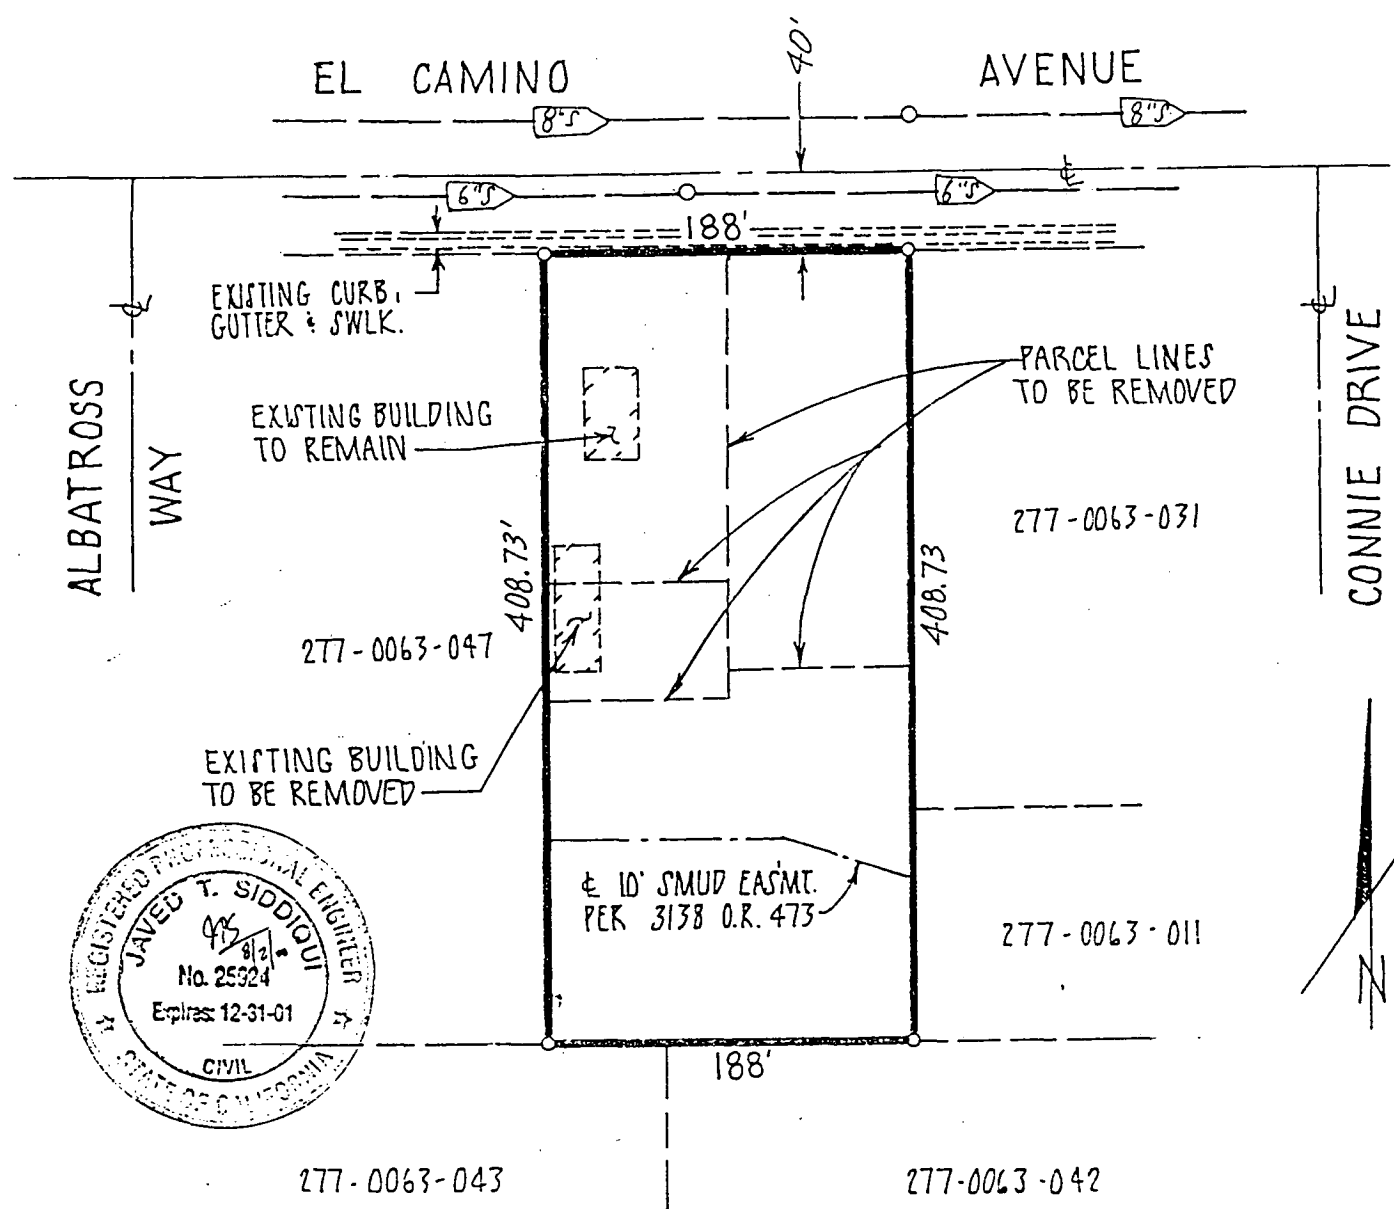 EL CAMINO AVENUE
40'
8"S
8"S
℄
6"S
6"S
188'
EXISTING CURB,
GUTTER & SWLK.
℄
℄
PARCEL LINES
TO BE REMOVED
EXISTING BUILDING
TO REMAIN
ALBATROSS
WAY
CONNIE DRIVE
277-0063-031
408.73'
408.73
277-0063-047
EXISTING BUILDING
TO BE REMOVED
℄ 10' SMUD EAS'MT.
PER 3138 O.R. 473
277-0063-011
REGISTERED PROFESSIONAL ENGINEER
JAVED T. SIDDIQUI
No. 25924
Expires: 12-31-01
CIVIL
STATE OF CALIFORNIA
N
188'
277-0063-043
277-0063-042